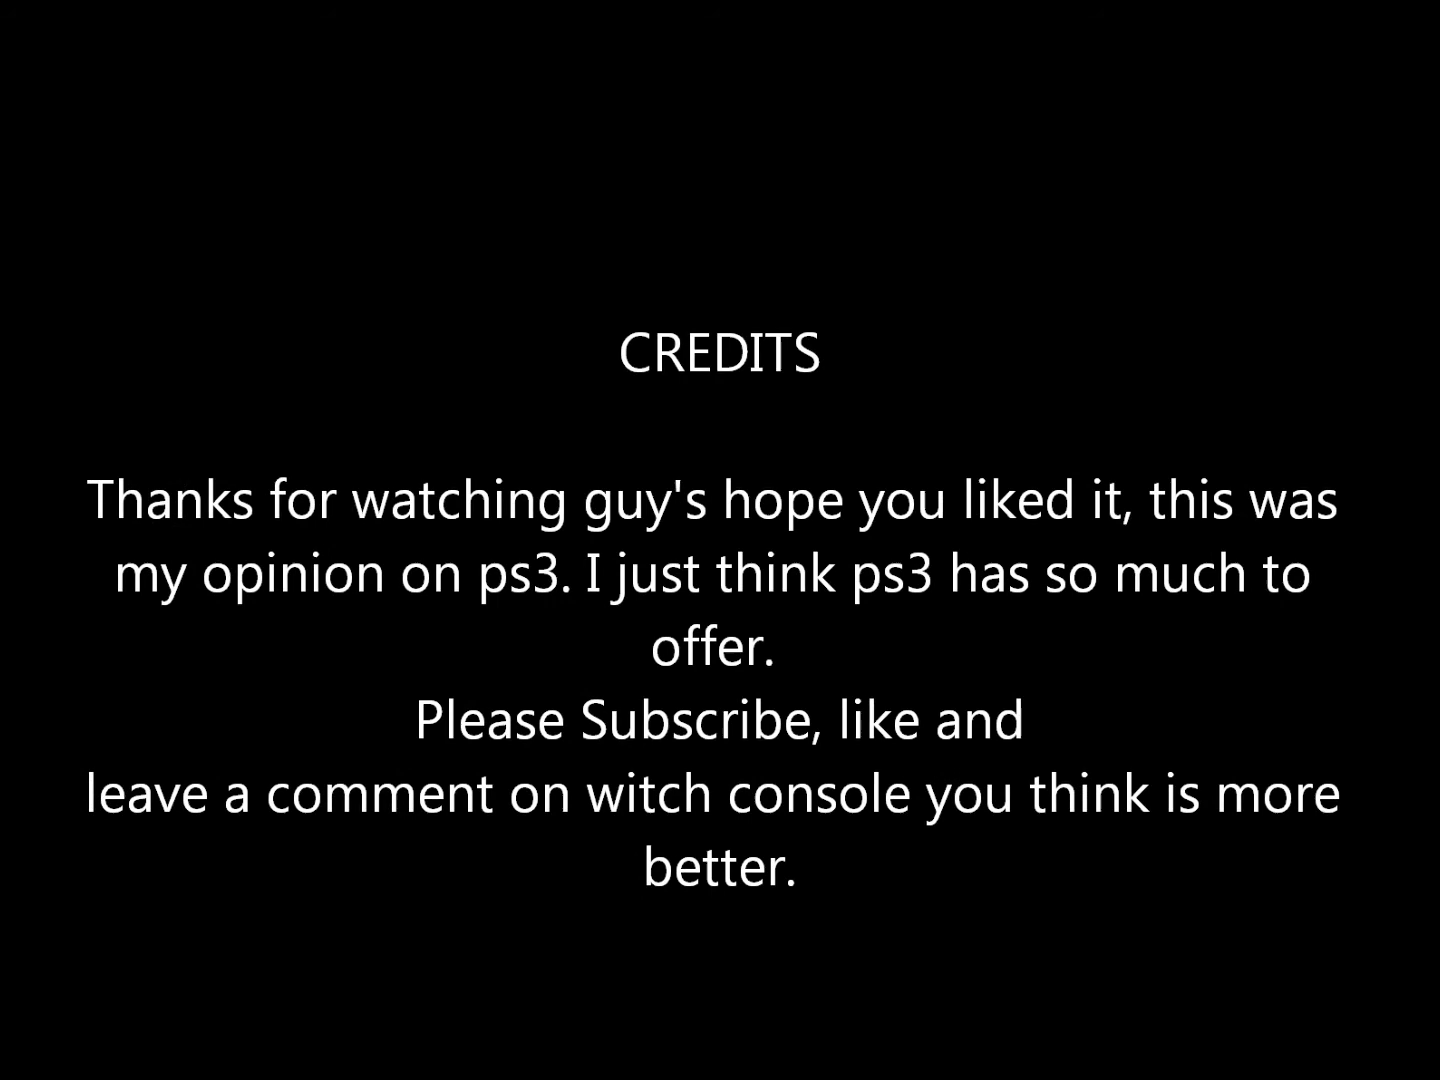 CREDITS
Thanks for watching guy's hope you liked it, this was
my opinion on ps3. I just think ps3 has so much to
offer.
Please Subscribe, like and
leave a comment on witch console you think is more
better.